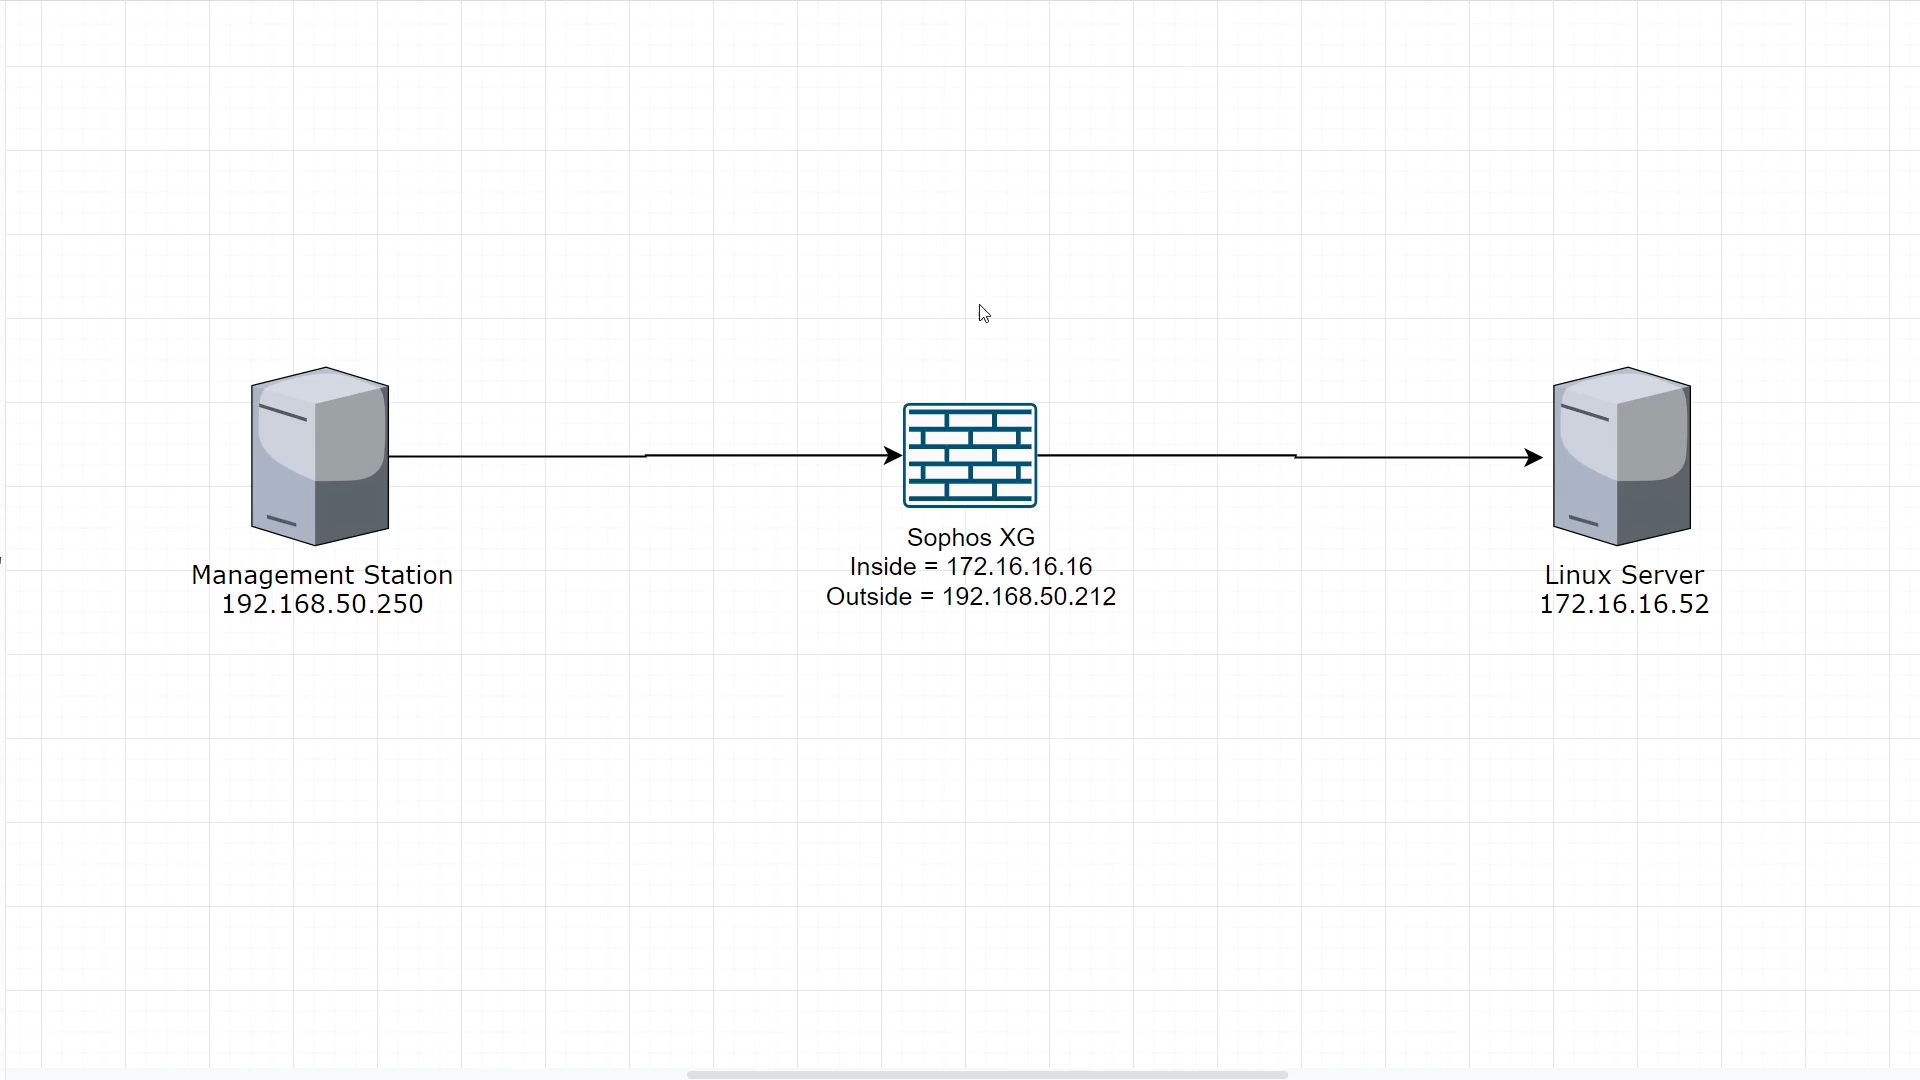 Sophos XG
Inside = 172.16.16.16
Outside = 192.168.50.212
Management Station
192.168.50.250
Linux Server
172.16.16.52